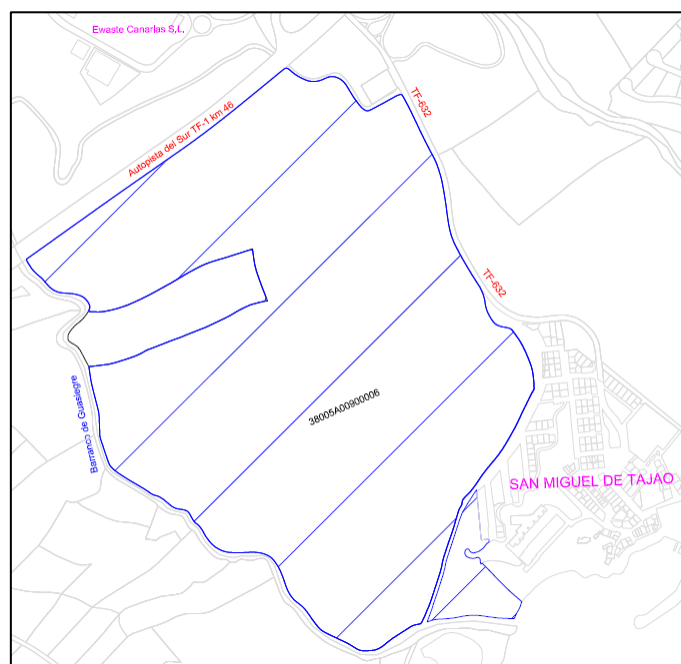 Ewaste Canarias S.L.
TF-632
Autopista del Sur TF-1 km 46
TF-632
38005A00900006
Barranco de Guasiegre
SAN MIGUEL DE TAJAO